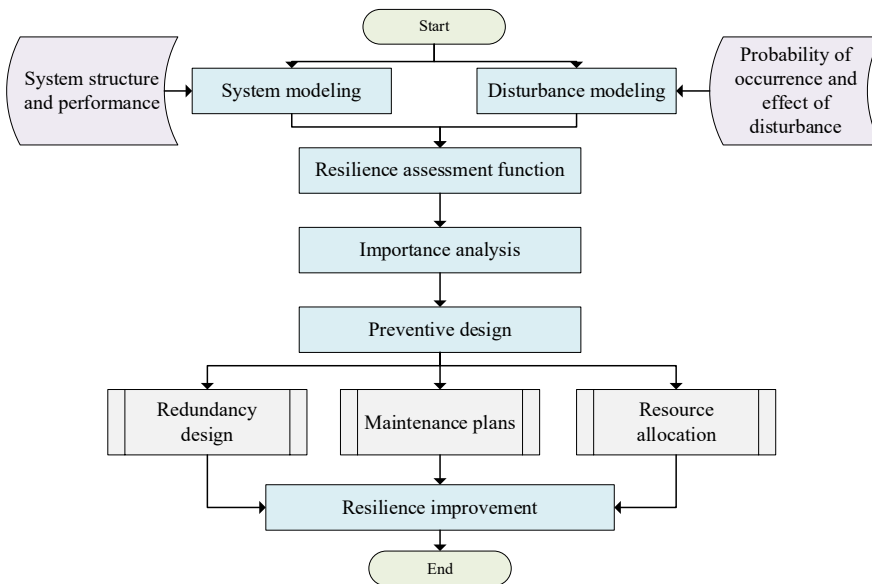 Start
System structure
and performance
System modeling
Disturbance modeling
Probability of
occurrence and
effect of
disturbance
Resilience assessment function
Importance analysis
Preventive design
Redundancy
design
Maintenance plans
Resource
allocation
Resilience improvement
End